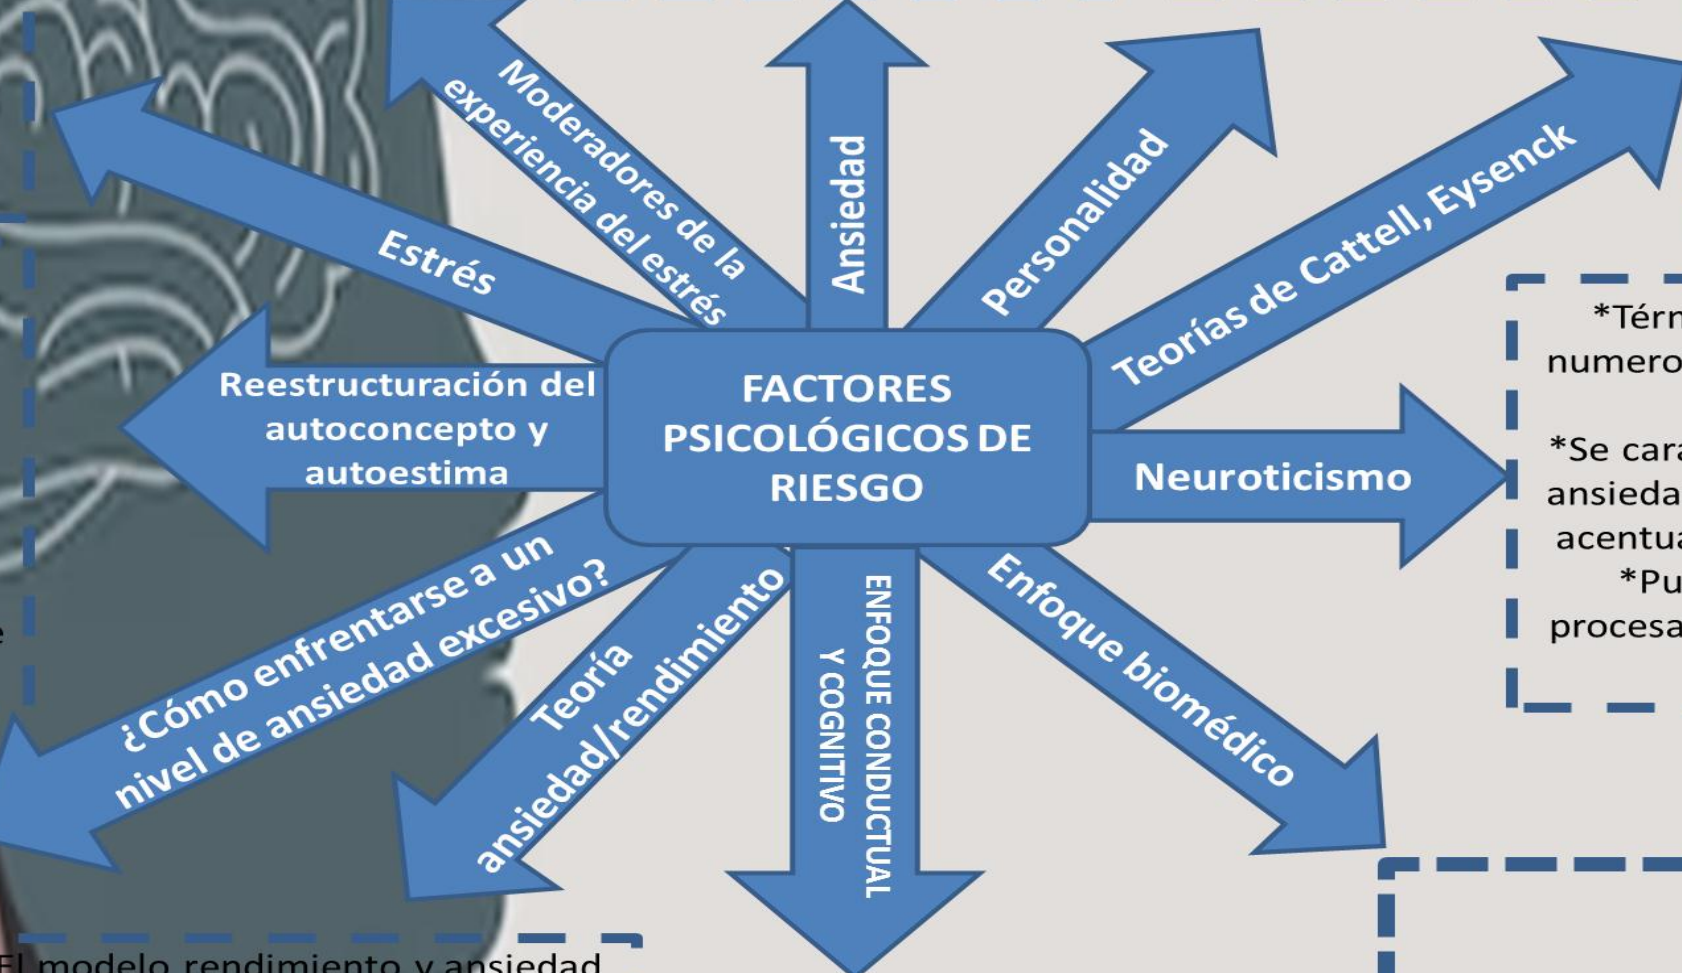 Moderadores de la
experiencia del estrés
Ansiedad
Personalidad
Teorías de Cattell, Eysenck
Estrés
Reestructuración del
autoconcepto y
autoestima
FACTORES
PSICOLÓGICOS DE
RIESGO
Neuroticismo
¿Cómo enfrentarse a un
nivel de ansiedad excesivo?
Teoría
ansiedad/rendimiento
ENFOQUE CONDUCTUAL
Y COGNITIVO
Enfoque biomédico
*Térm
numero
*Se cara
ansieda
acentua
*Pu
procesa
El modelo rendimiento y ansiedad